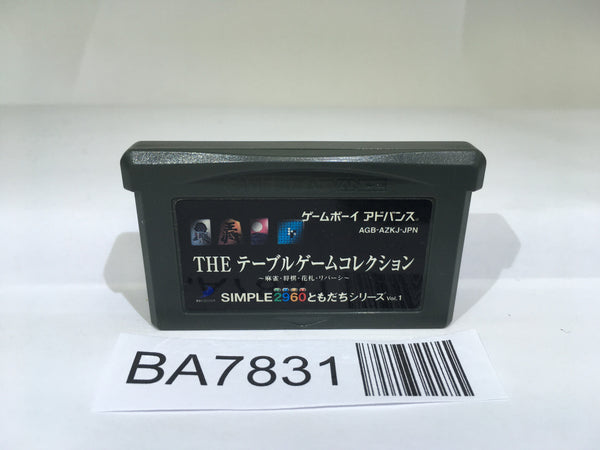 ゲームボーイ アドバンス
AGB-AZKJ-JPN
THE テーブルゲームコレクション
～麻雀・将棋・花札・リバーシ～
SIMPLE2960ともだちシリーズ Vol.1
BA7831